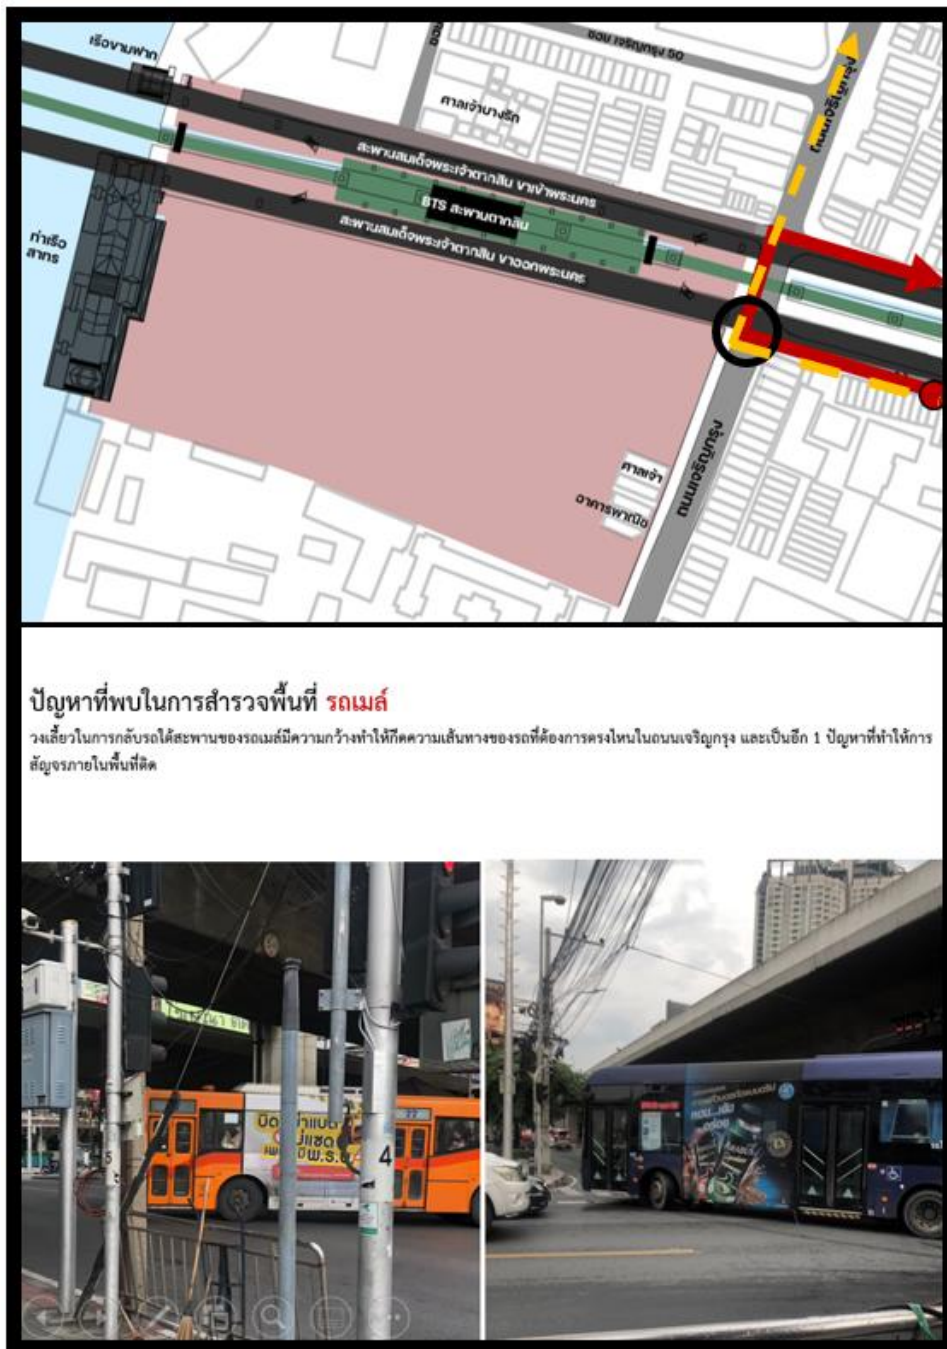 เรือข้ามฟาก
ซอย เจริญกรุง 50
ศาลเจ้าบางรัก
ถนนเจริญกรุง
สะพานสมเด็จพระเจ้าตากสิน ขาเข้าพระนคร
BTS สะพานตากสิน
สะพานสมเด็จพระเจ้าตากสิน ขาออกพระนคร
ท่าเรือ
สาทร
ถนนเจริญกรุง
ศาลเจ้า
อาคารพาณิช
ปัญหาที่พบในการสำรวจพื้นที่ รถเมล์
วงเลี้ยวในการกลับรถใต้สะพานของรถเมล์มีความกว้างทำให้กีดความเส้นทางของรถที่ต้องการตรงไหนในถนนเจริญกรุง และเป็นอีก 1 ปัญหาที่ทำให้การ
สัญจรภายในพื้นที่ติด
5
4